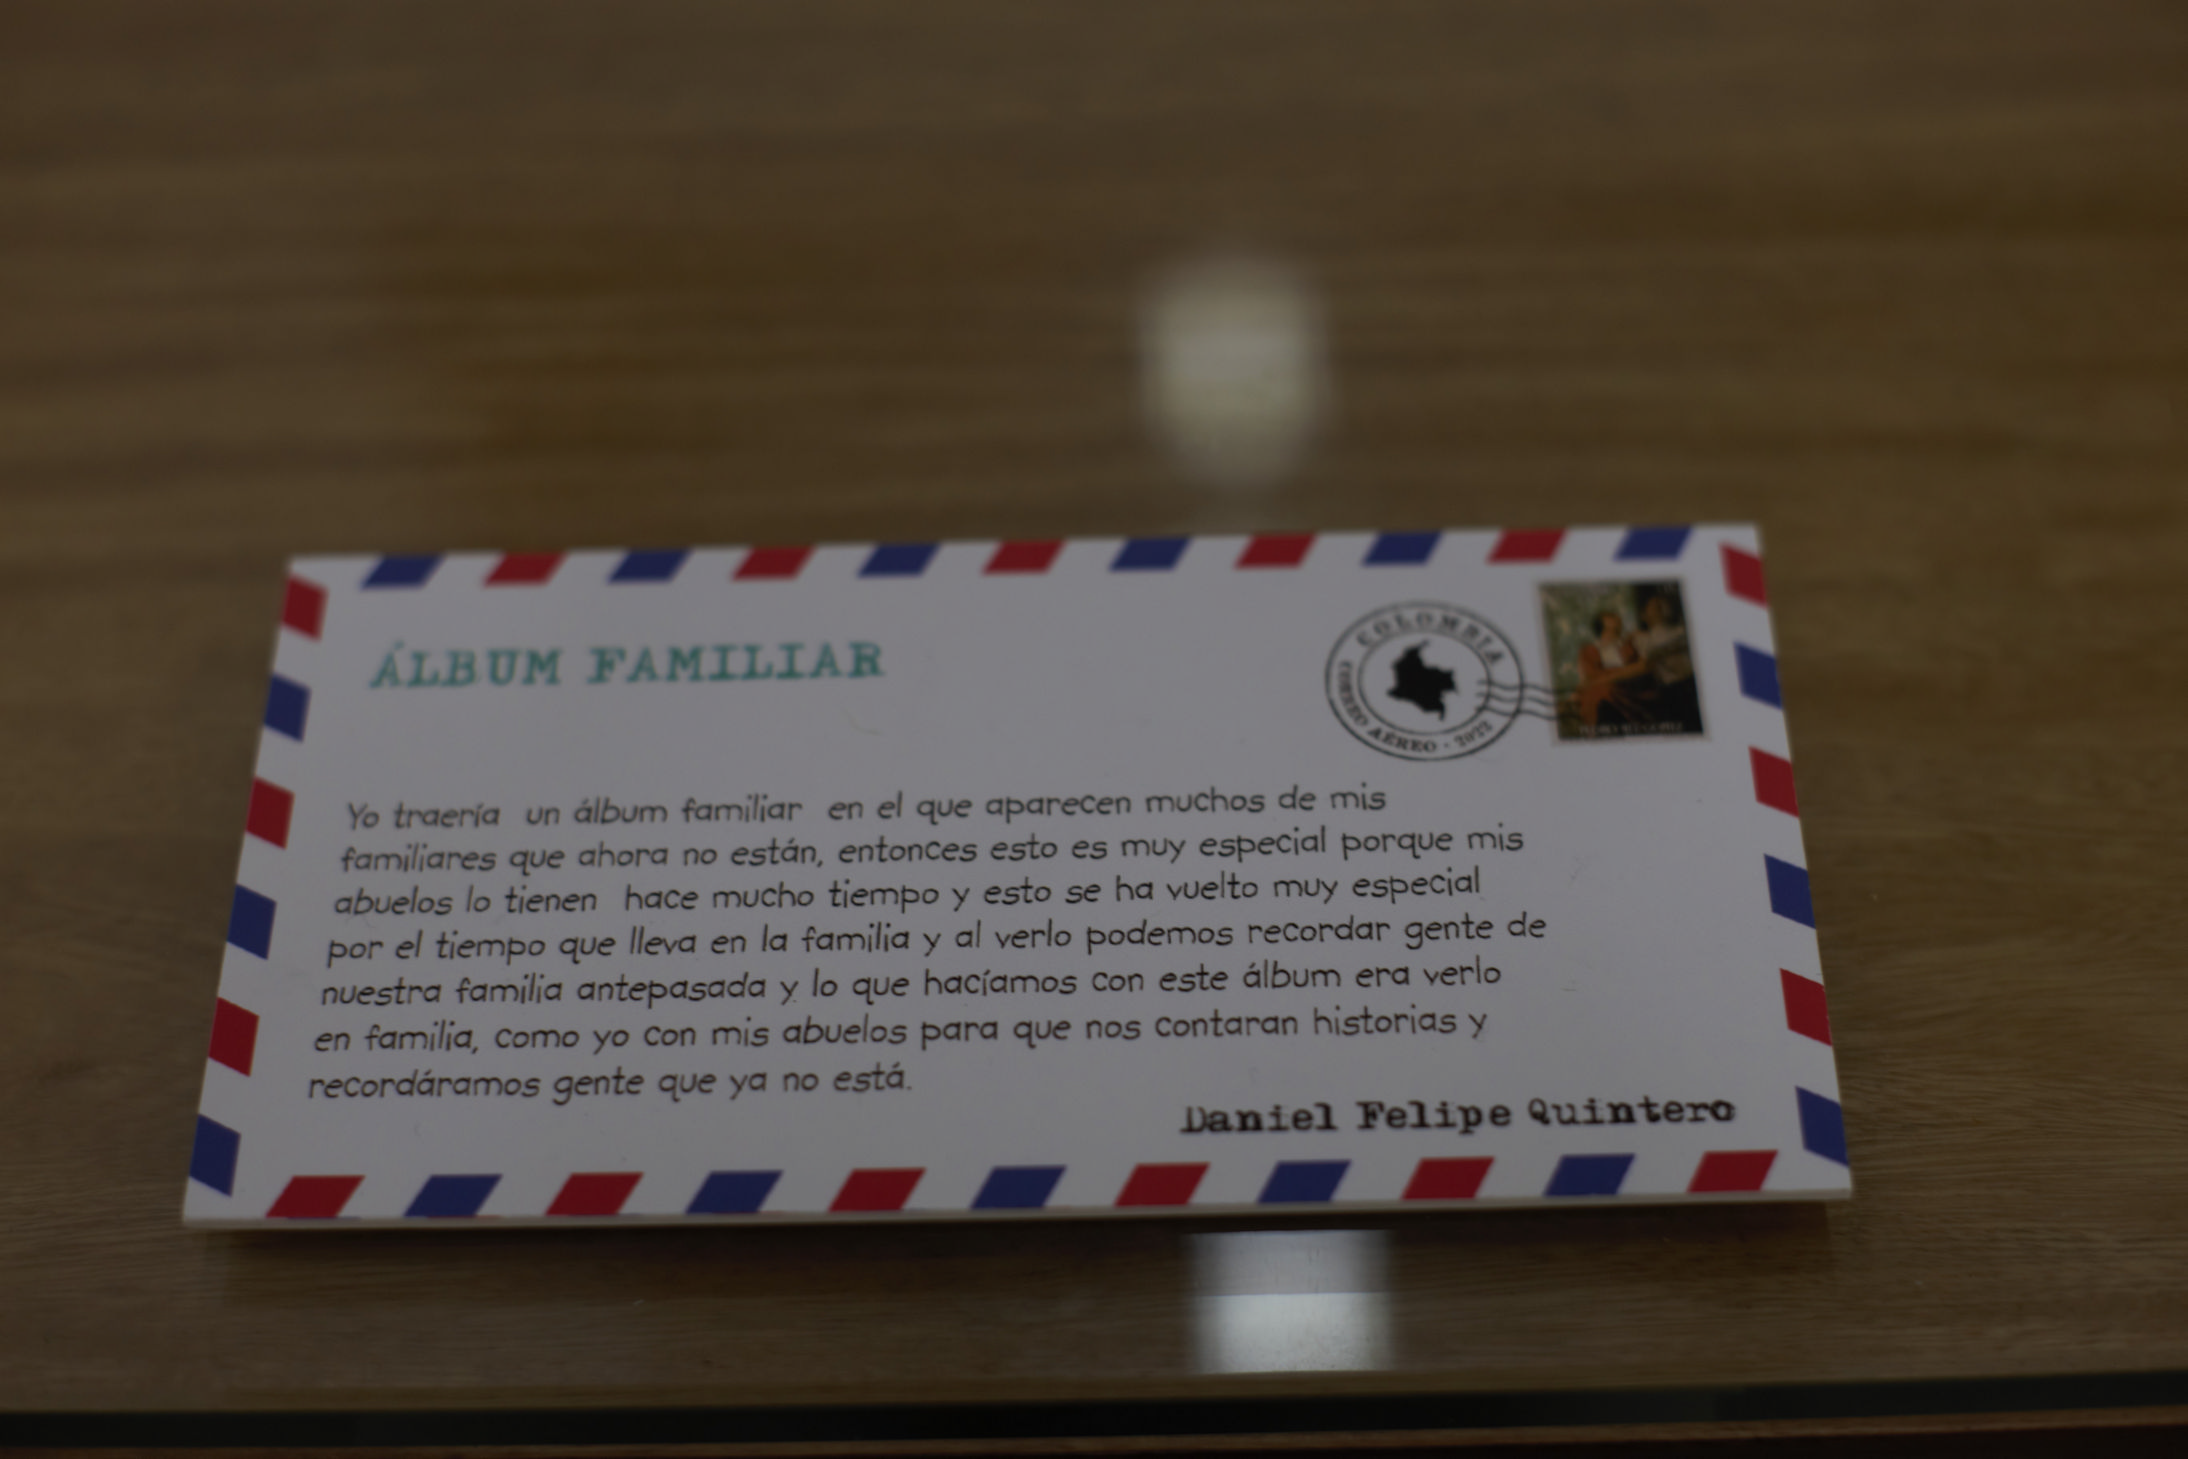 ÁLBUM FAMILIAR
COLOMBIA
CORREO AÉREO · 2022
Yo traería un álbum familiar en el que aparecen muchos de mis
familiares que ahora no están, entonces esto es muy especial porque mis
abuelos lo tienen hace mucho tiempo y esto se ha vuelto muy especial
por el tiempo que lleva en la familia y al verlo podemos recordar gente de
nuestra familia antepasada y lo que hacíamos con este álbum era verlo
en familia, como yo con mis abuelos para que nos contaran historias y
recordáramos gente que ya no está.
Daniel Felipe Quintero